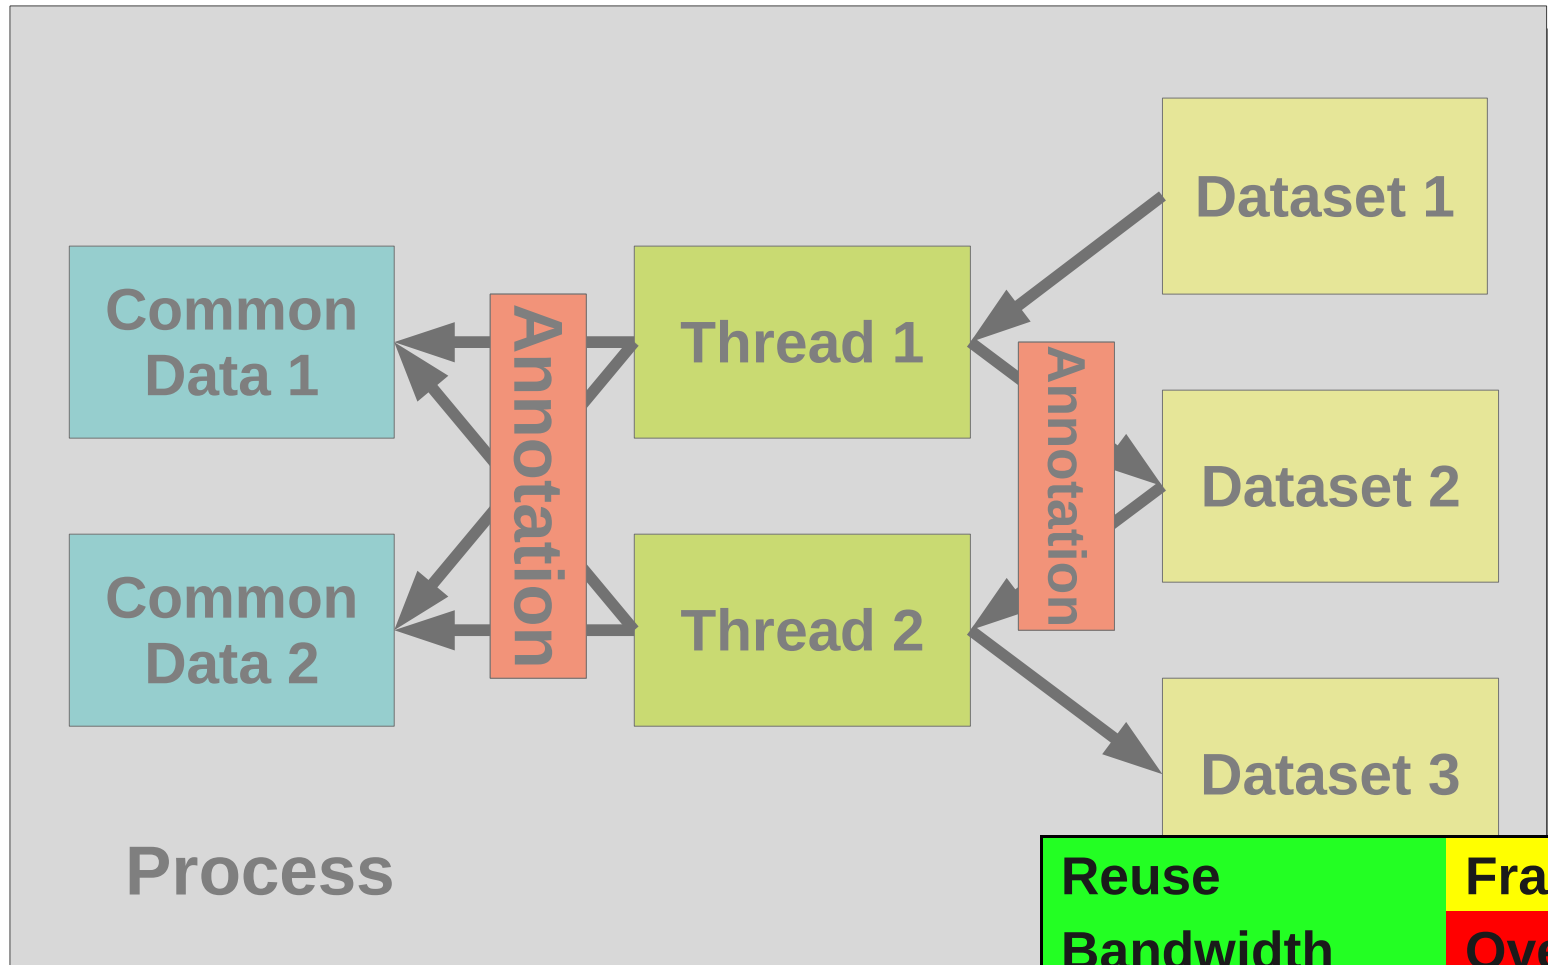 Dataset 1
Common
Data 1
Annotation
Thread 1
Annotation
Dataset 2
Common
Data 2
Thread 2
Dataset 3
Process
Reuse
Bandwidth